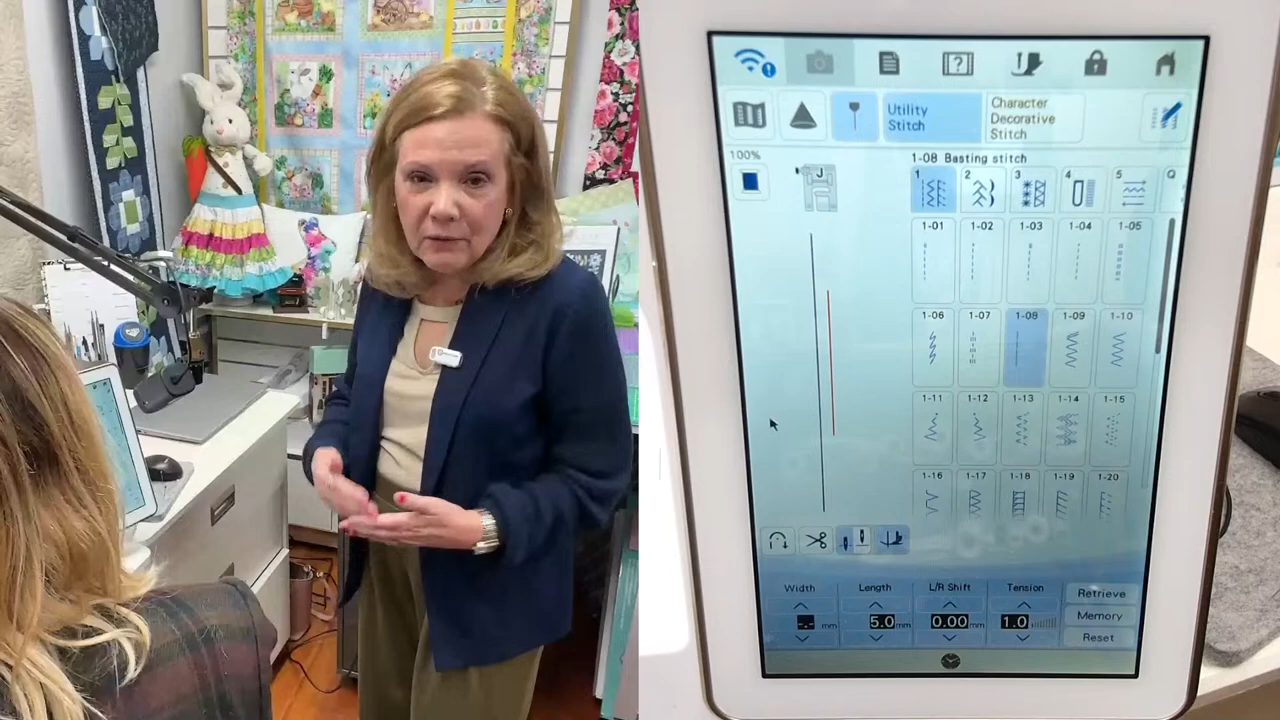 Utility
Stitch
Character
Decorative
Stitch
100%
J
1-08 Basting stitch
1 2 3 4 5
1-01 1-02 1-03 1-04 1-05
1-06 1-07 1-08 1-09 1-10
1-11 1-12 1-13 1-14 1-15
1-16 1-17 1-18 1-19 1-20
Width Length L/R Shift Tension
-.- mm 5.0 mm 0.00 mm 1.0
Retrieve
Memory
Reset